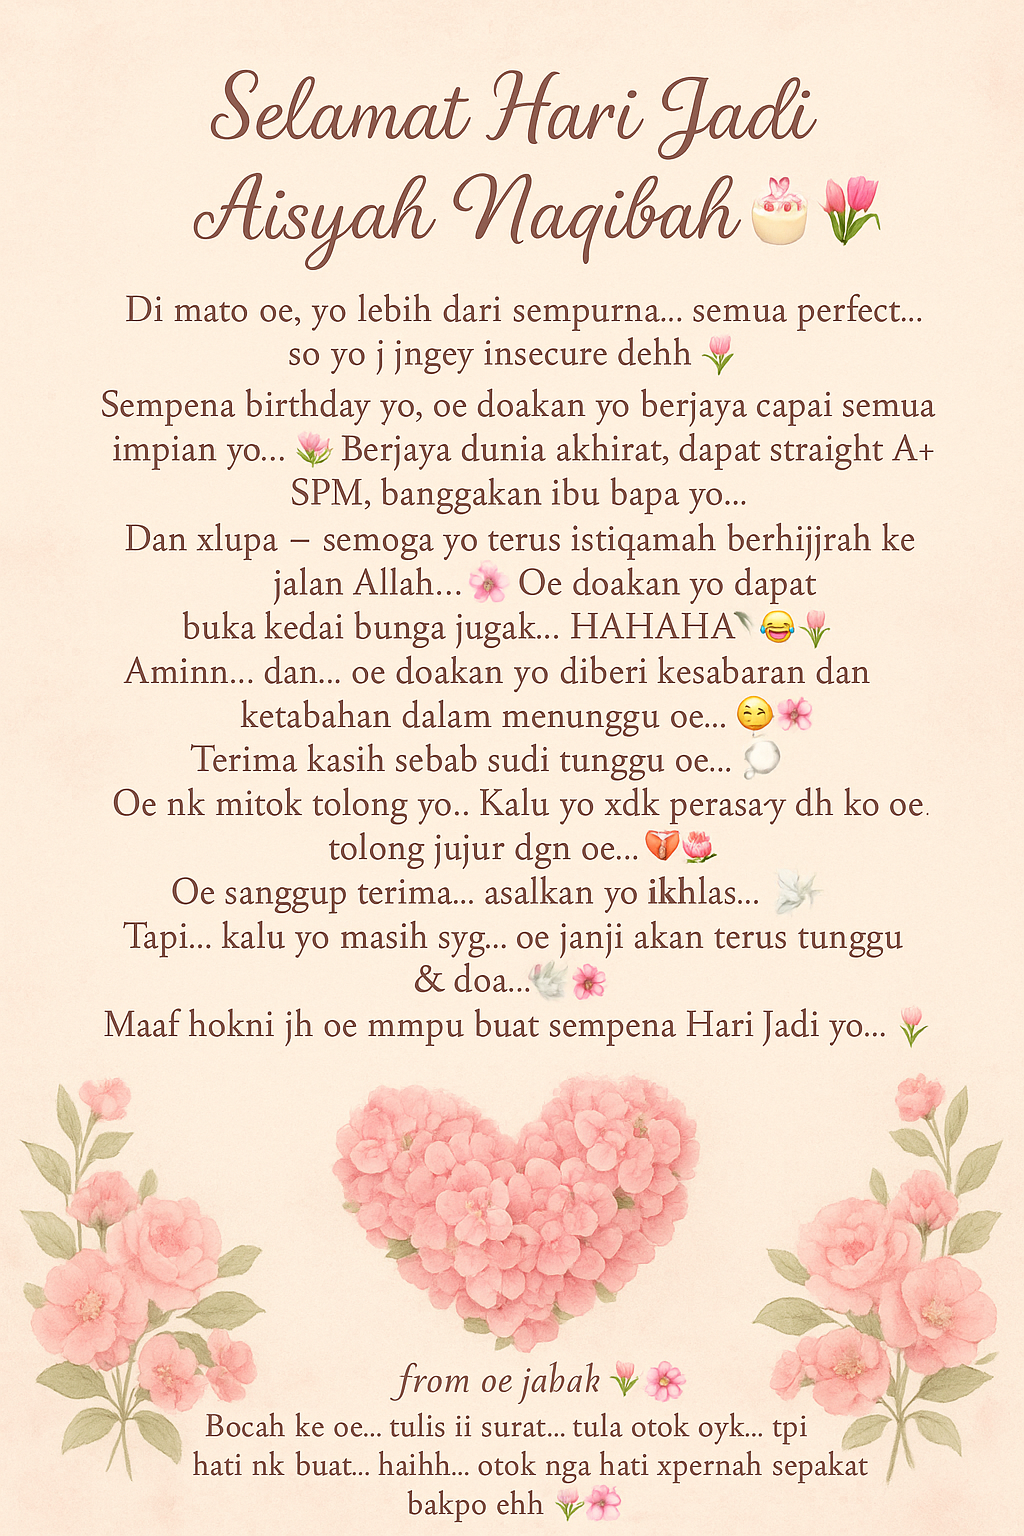 Selamat Hari Jadi
Aisyah Naqibah🍰🌷
Di mato oe, yo lebih dari sempurna... semua perfect...
so yo j jngey insecure dehh 🌷
Sempena birthday yo, oe doakan yo berjaya capai semua
impian yo... 🌷 Berjaya dunia akhirat, dapat straight A+
SPM, banggakan ibu bapa yo...
Dan xlupa – semoga yo terus istiqamah berhijjrah ke
jalan Allah...🌸 Oe doakan yo dapat
buka kedai bunga jugak... HAHAHA 😂🌷
Aminn... dan... oe doakan yo diberi kesabaran dan
ketabahan dalam menunggu oe... 😏🌸
Terima kasih sebab sudi tunggu oe...
Oe nk mitok tolong yo.. Kalu yo xdk perasay dh ko oe.
tolong jujur dgn oe... 💔🌷
Oe sanggup terima... asalkan yo ikhlas... 🕊️
Tapi... kalu yo masih syg... oe janji akan terus tunggu
& doa...🕊️🌸
Maaf hokni jh oe mmpu buat sempena Hari Jadi yo... 🌷
from oe jabak 🌷🌸
Bocah ke oe... tulis ii surat... tula otok oyk... tpi
hati nk buat... haihh... otok nga hati xpernah sepakat
bakpo ehh 🌷🌸